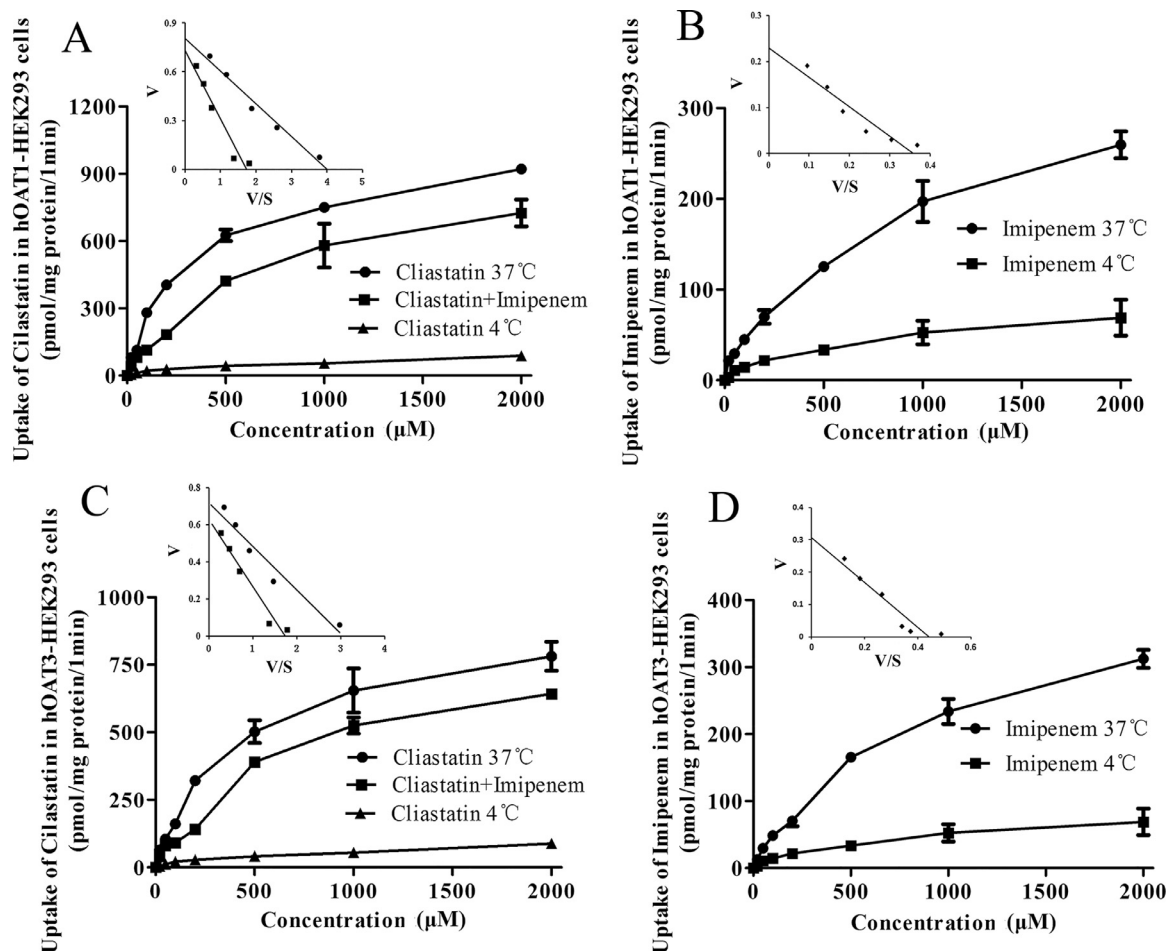 A
Uptake of Cilastatin in hOAT1-HEK293 cells
(pmol/mg protein/1min)
1200
900
600
300
0
0
500
1000
1500
2000
Concentration (μM)
V
0.9
0.6
0.4
0.2
0
0
1
2
3
4
5
V/S
Cliastatin 37℃
Cliastatin+Imipenem
Cliastatin 4℃
B
Uptake of Imipenem in hOAT1-HEK293 cells
(pmol/mg protein/1min)
300
200
100
0
0
500
1000
1500
2000
Concentration (μM)
V
0.3
0.2
0.1
0
0
0.1
0.2
0.3
0.4
V/S
Imipenem 37℃
Imipenem 4℃
C
Uptake of Cilastatin in hOAT3-HEK293 cells
(pmol/mg protein/1min)
1000
750
500
250
0
0
500
1000
1500
2000
Concentration (μM)
V
0.8
0.6
0.4
0.2
0
0
1
2
3
4
V/S
Cliastatin 37℃
Cliastatin+Imipenem
Cliastatin 4℃
D
Uptake of Imipenem in hOAT3-HEK293 cells
(pmol/mg protein/1min)
400
300
200
100
0
0
500
1000
1500
2000
Concentration (μM)
V
0.4
0.3
0.2
0.1
0
0
0.2
0.4
0.6
V/S
Imipenem 37℃
Imipenem 4℃